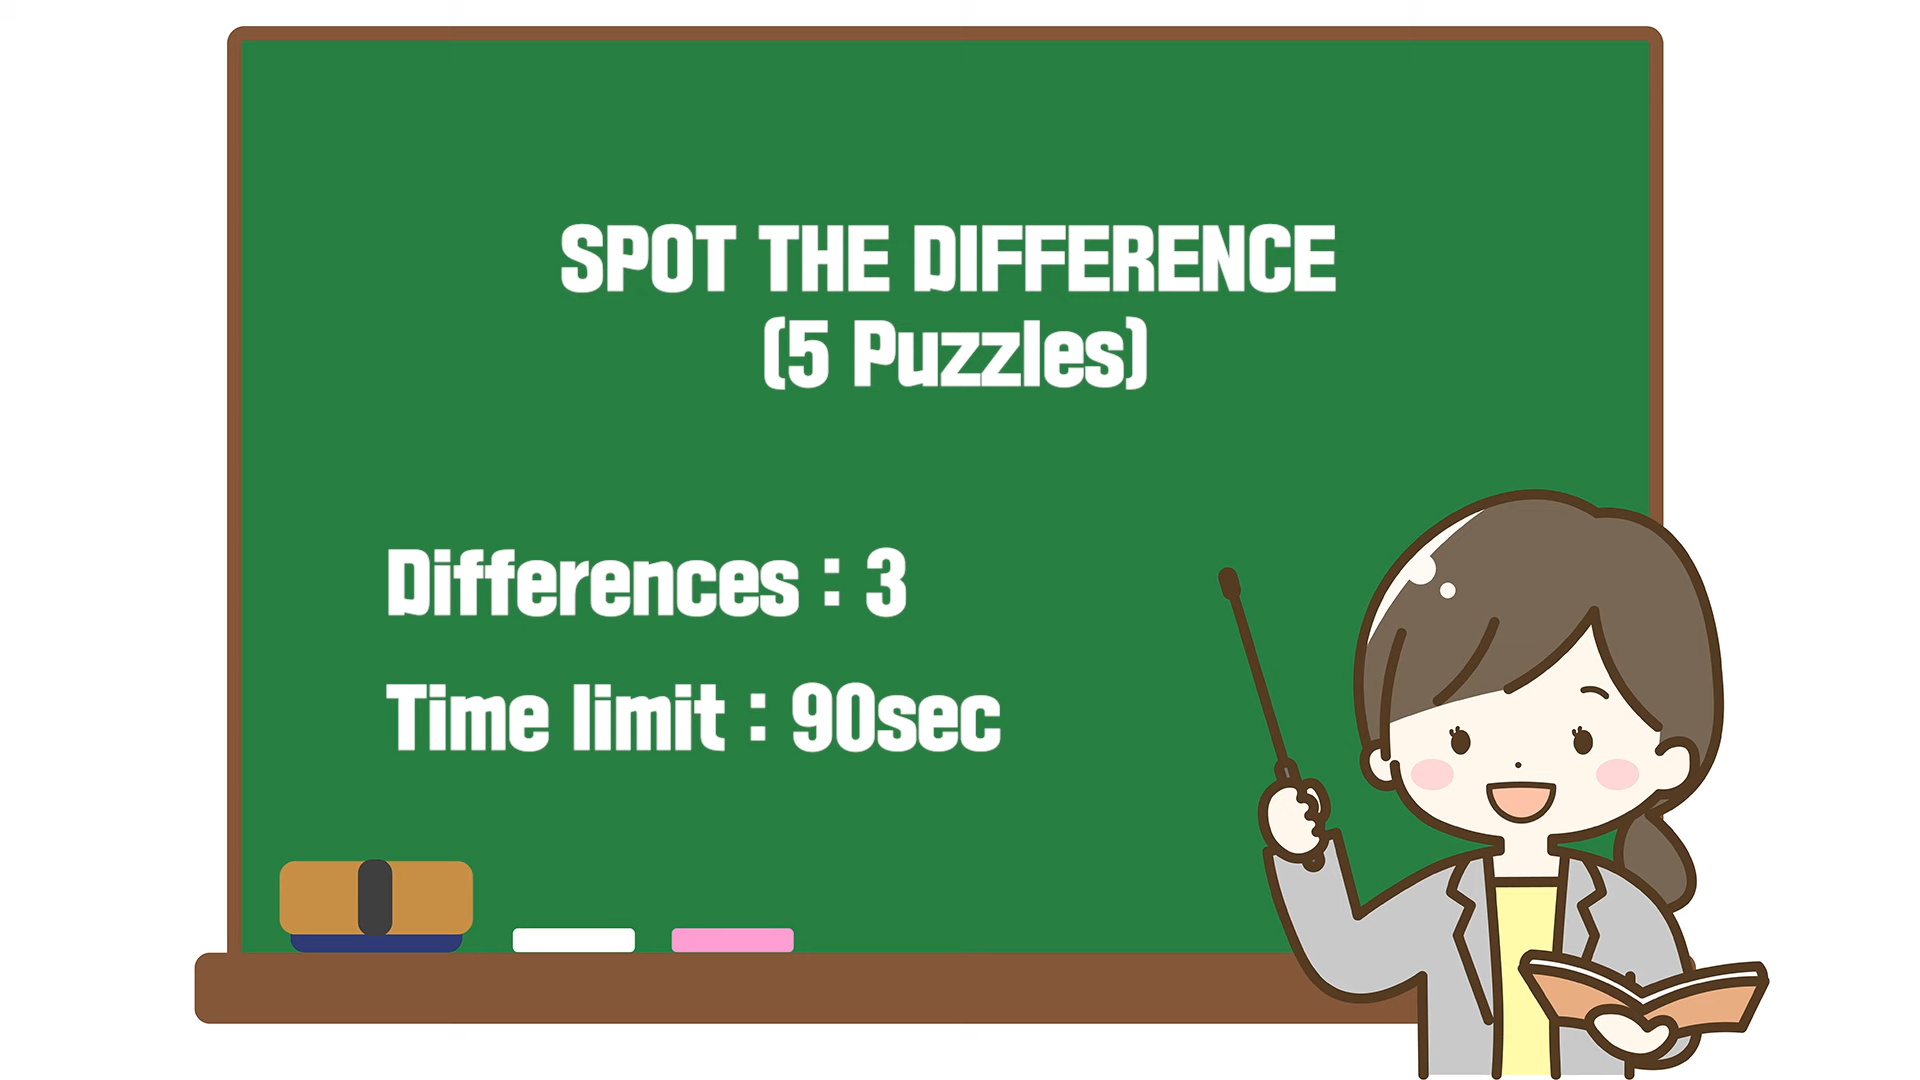 SPOT THE DIFFERENCE
(5 Puzzles)
Differences : 3
Time limit : 90sec